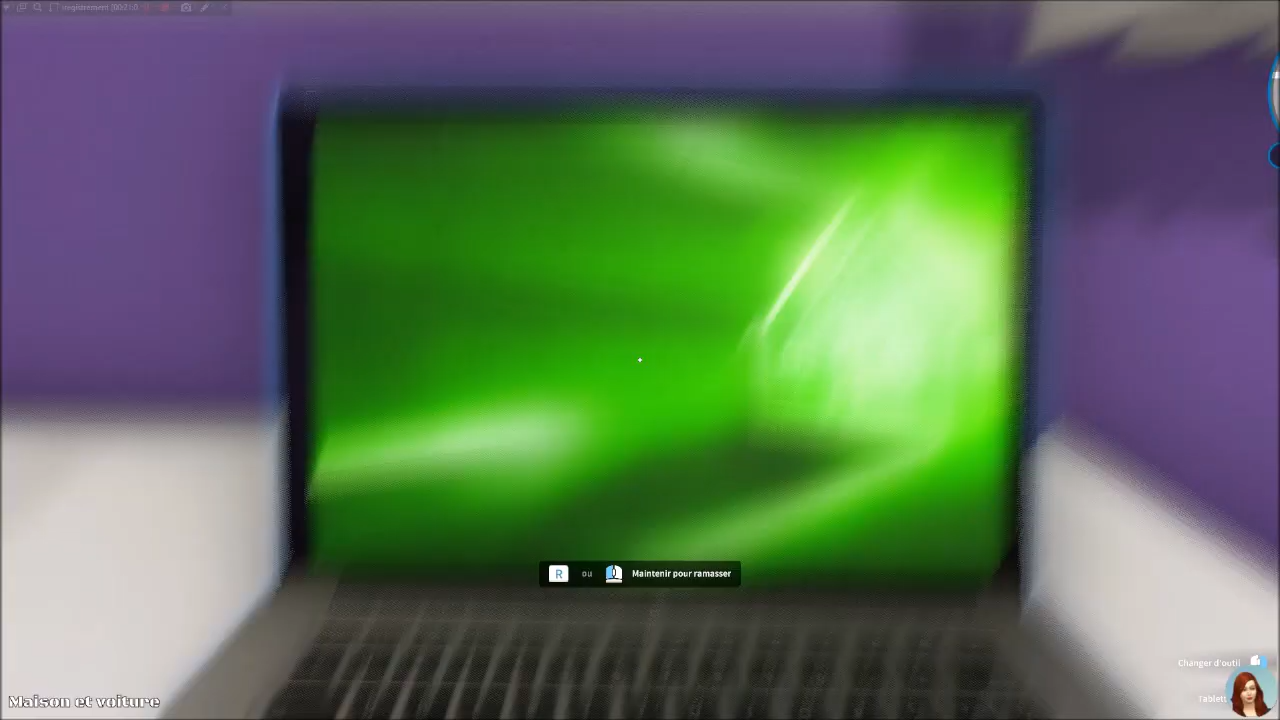 R ou Maintenir pour ramasser
Changer d'outil
Maison et voiture